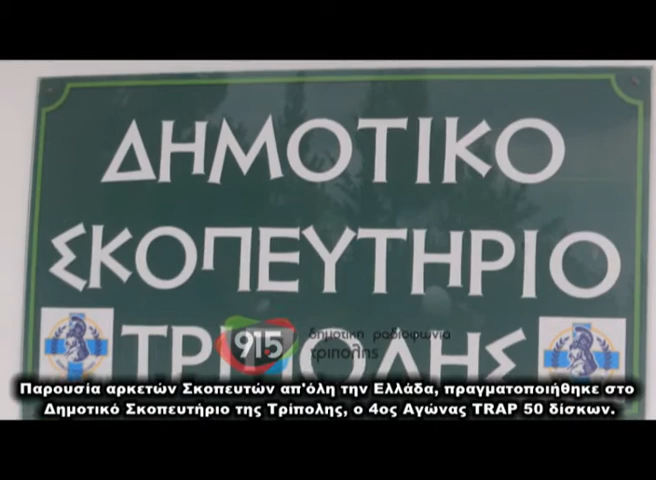 ΔΗΜΟΤΙΚΟ
ΣΚΟΠΕΥΤΗΡΙΟ
ΤΡΙΠΟΛΗΣ
915 δημοτική ραδιοφωνία
τρίπολης
Παρουσία αρκετών Σκοπευτών απ'όλη την Ελλάδα, πραγματοποιήθηκε στο
Δημοτικό Σκοπευτήριο της Τρίπολης, ο 4ος Αγώνας TRAP 50 δίσκων.